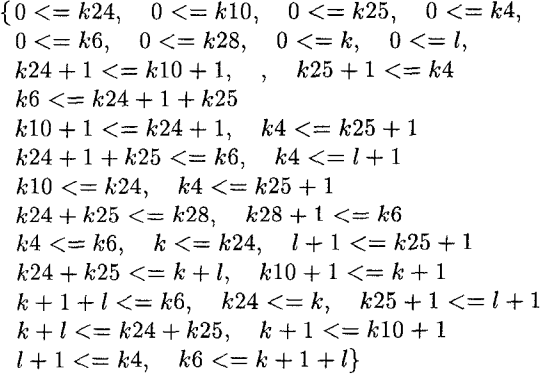 {0 <= k24, 0 <= k10, 0 <= k25, 0 <= k4,
0 <= k6, 0 <= k28, 0 <= k, 0 <= l,
k24 + 1 <= k10 + 1, , k25 + 1 <= k4
k6 <= k24 + 1 + k25
k10 + 1 <= k24 + 1, k4 <= k25 + 1
k24 + 1 + k25 <= k6, k4 <= l + 1
k10 <= k24, k4 <= k25 + 1
k24 + k25 <= k28, k28 + 1 <= k6
k4 <= k6, k <= k24, l + 1 <= k25 + 1
k24 + k25 <= k + l, k10 + 1 <= k + 1
k + 1 + l <= k6, k24 <= k, k25 + 1 <= l + 1
k + l <= k24 + k25, k + 1 <= k10 + 1
l + 1 <= k4, k6 <= k + 1 + l}